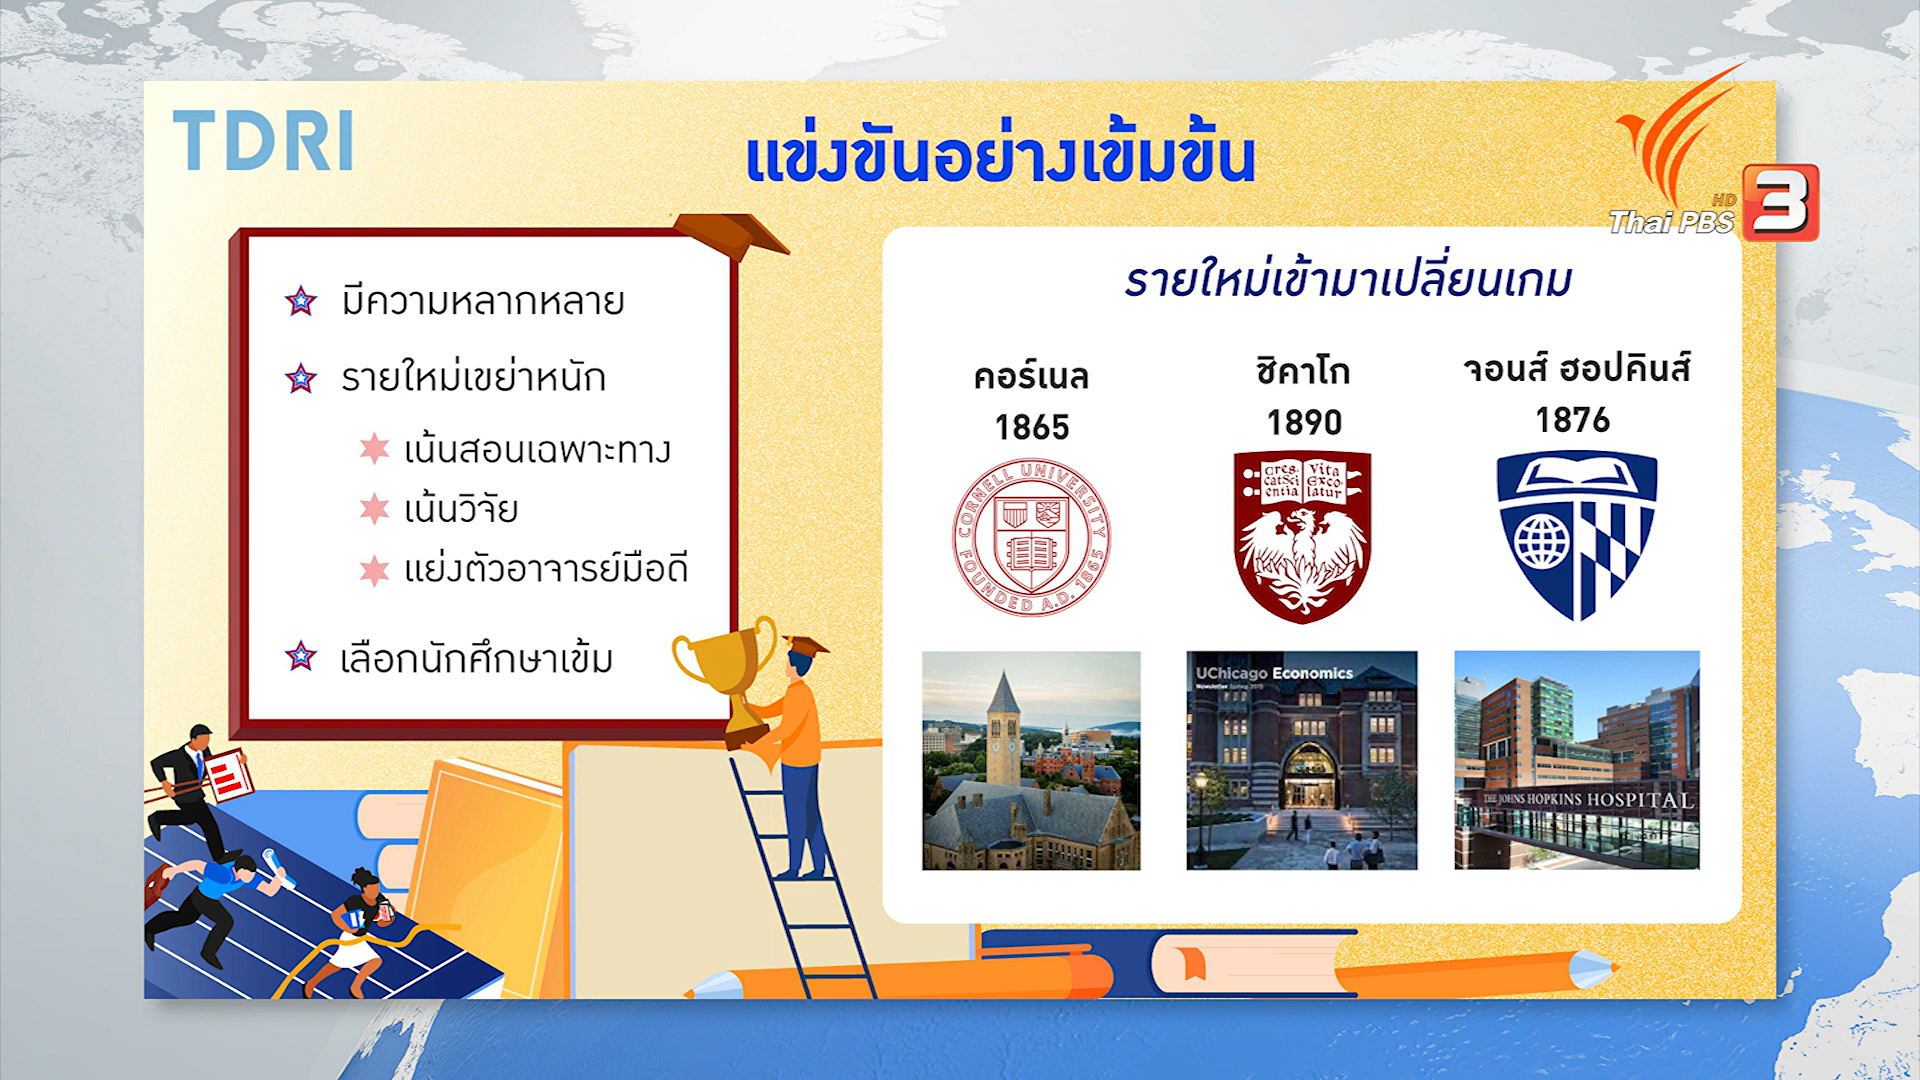 TDRI
แข่งขันอย่างเข้มข้น
HD
Thai PBS
3
มีความหลากหลาย
รายใหม่เขย่าหนัก
เน้นสอนเฉพาะทาง
เน้นวิจัย
แย่งตัวอาจารย์มือดี
เลือกนักศึกษาเข้ม
รายใหม่เข้ามาเปลี่ยนเกม
คอร์เนล
1865
CORNELL UNIVERSITY
FOUNDED A.D. 1865
ชิคาโก
1890
Cres- Vita
catSci Exco-
entia latur
จอนส์ ฮอปคินส์
1876
UChicago Economics
Newsletter Spring
THE JOHNS HOPKINS HOSPITAL